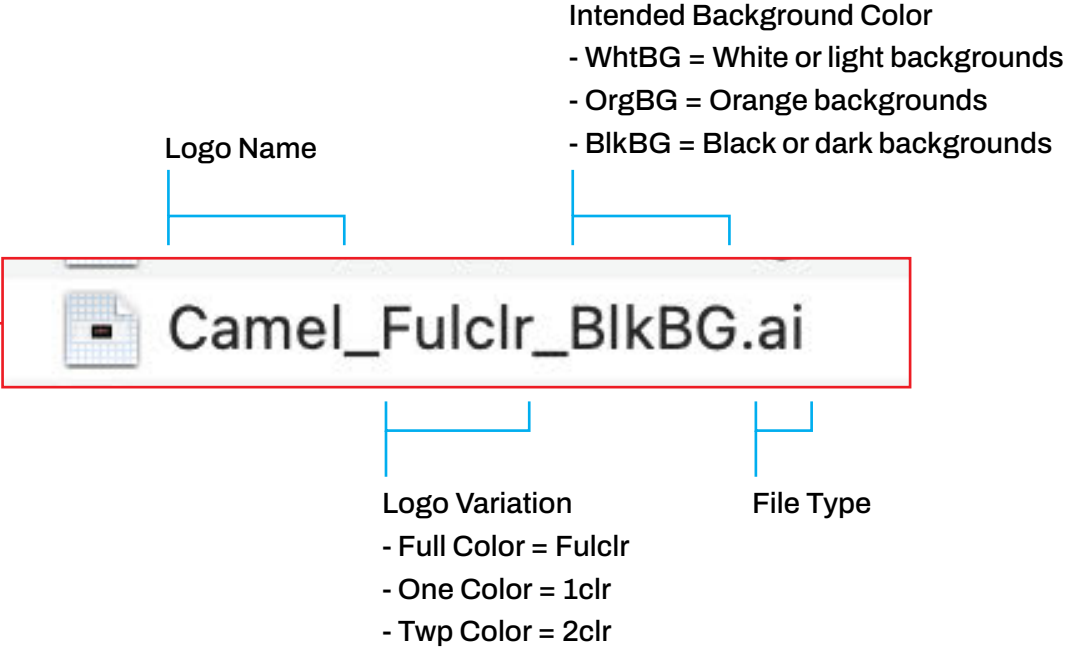 Intended Background Color
- WhtBG = White or light backgrounds
- OrgBG = Orange backgrounds
- BlkBG = Black or dark backgrounds
Logo Name
Camel_Fulclr_BlkBG.ai
Logo Variation
- Full Color = Fulclr
- One Color = 1clr
- Twp Color = 2clr
File Type